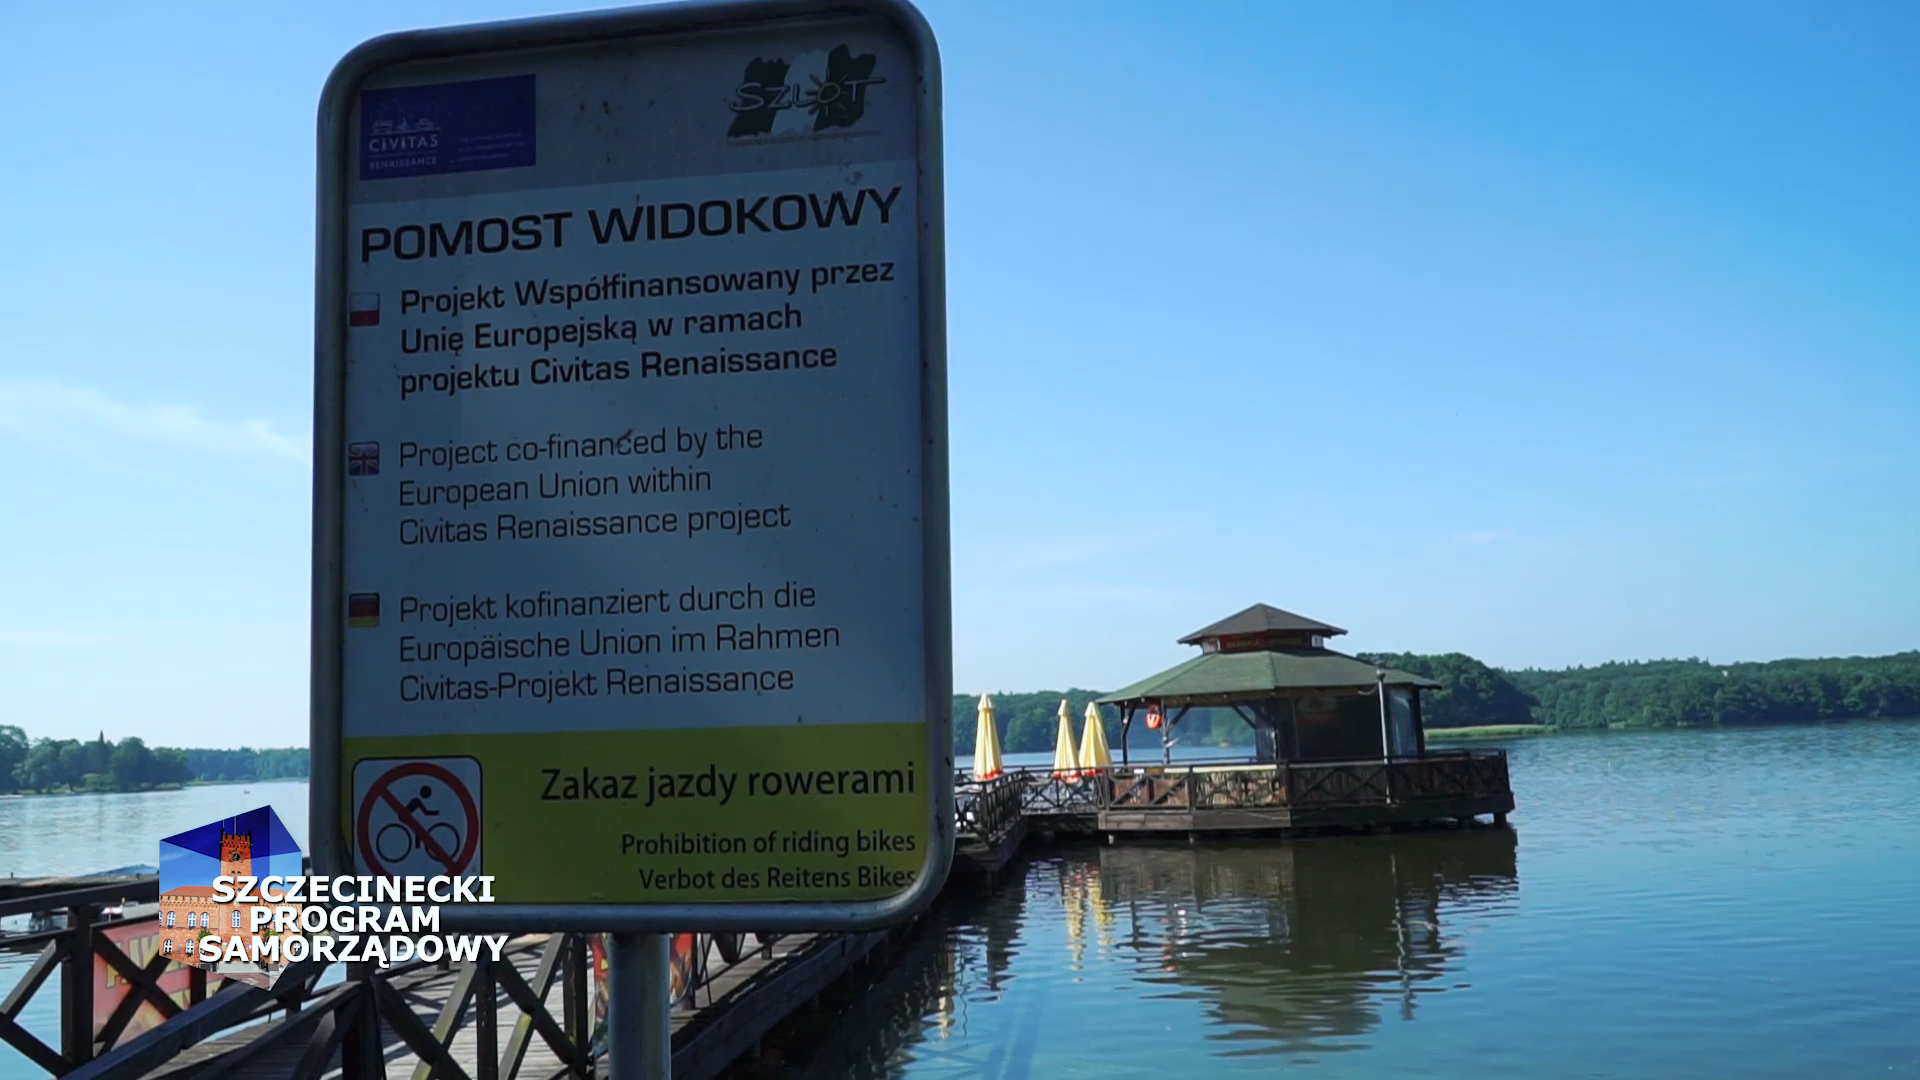 CIVITAS
RENAISSANCE
SZLOT
POMOST WIDOKOWY
Projekt Współfinansowany przez
Unię Europejską w ramach
projektu Civitas Renaissance
Project co-financed by the
European Union within
Civitas Renaissance project
Projekt kofinanziert durch die
Europäische Union im Rahmen
Civitas-Projekt Renaissance
Zakaz jazdy rowerami
Prohibition of riding bikes
Verbot des Reitens Bikes
SZCZECINECKI
PROGRAM
SAMORZĄDOWY